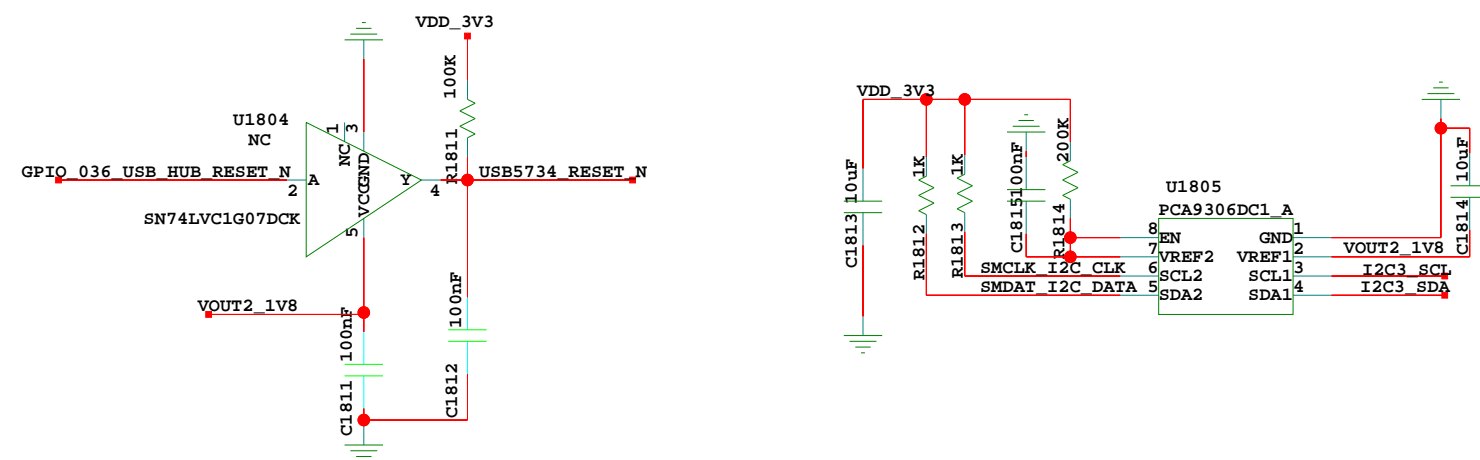 VDD_3V3
100K
U1804
NC
1
3
NC
GND
R1811
GPIO_036_USB_HUB_RESET_N
2
A
Y
4
USB5734_RESET_N
VCC
SN74LVC1G07DCK
5
VOUT2_1V8
100nF
100nF
C1811
C1812
VDD_3V3
10uF
1K
1K
100nF
200K
10uF
C1813
R1812
R1813
C1815
R1814
C1814
U1805
PCA9306DC1_A
8
EN
GND
1
7
VREF2
VREF1
2
VOUT2_1V8
SMCLK_I2C_CLK
6
SCL2
SCL1
3
I2C3_SCL
SMDAT_I2C_DATA
5
SDA2
SDA1
4
I2C3_SDA